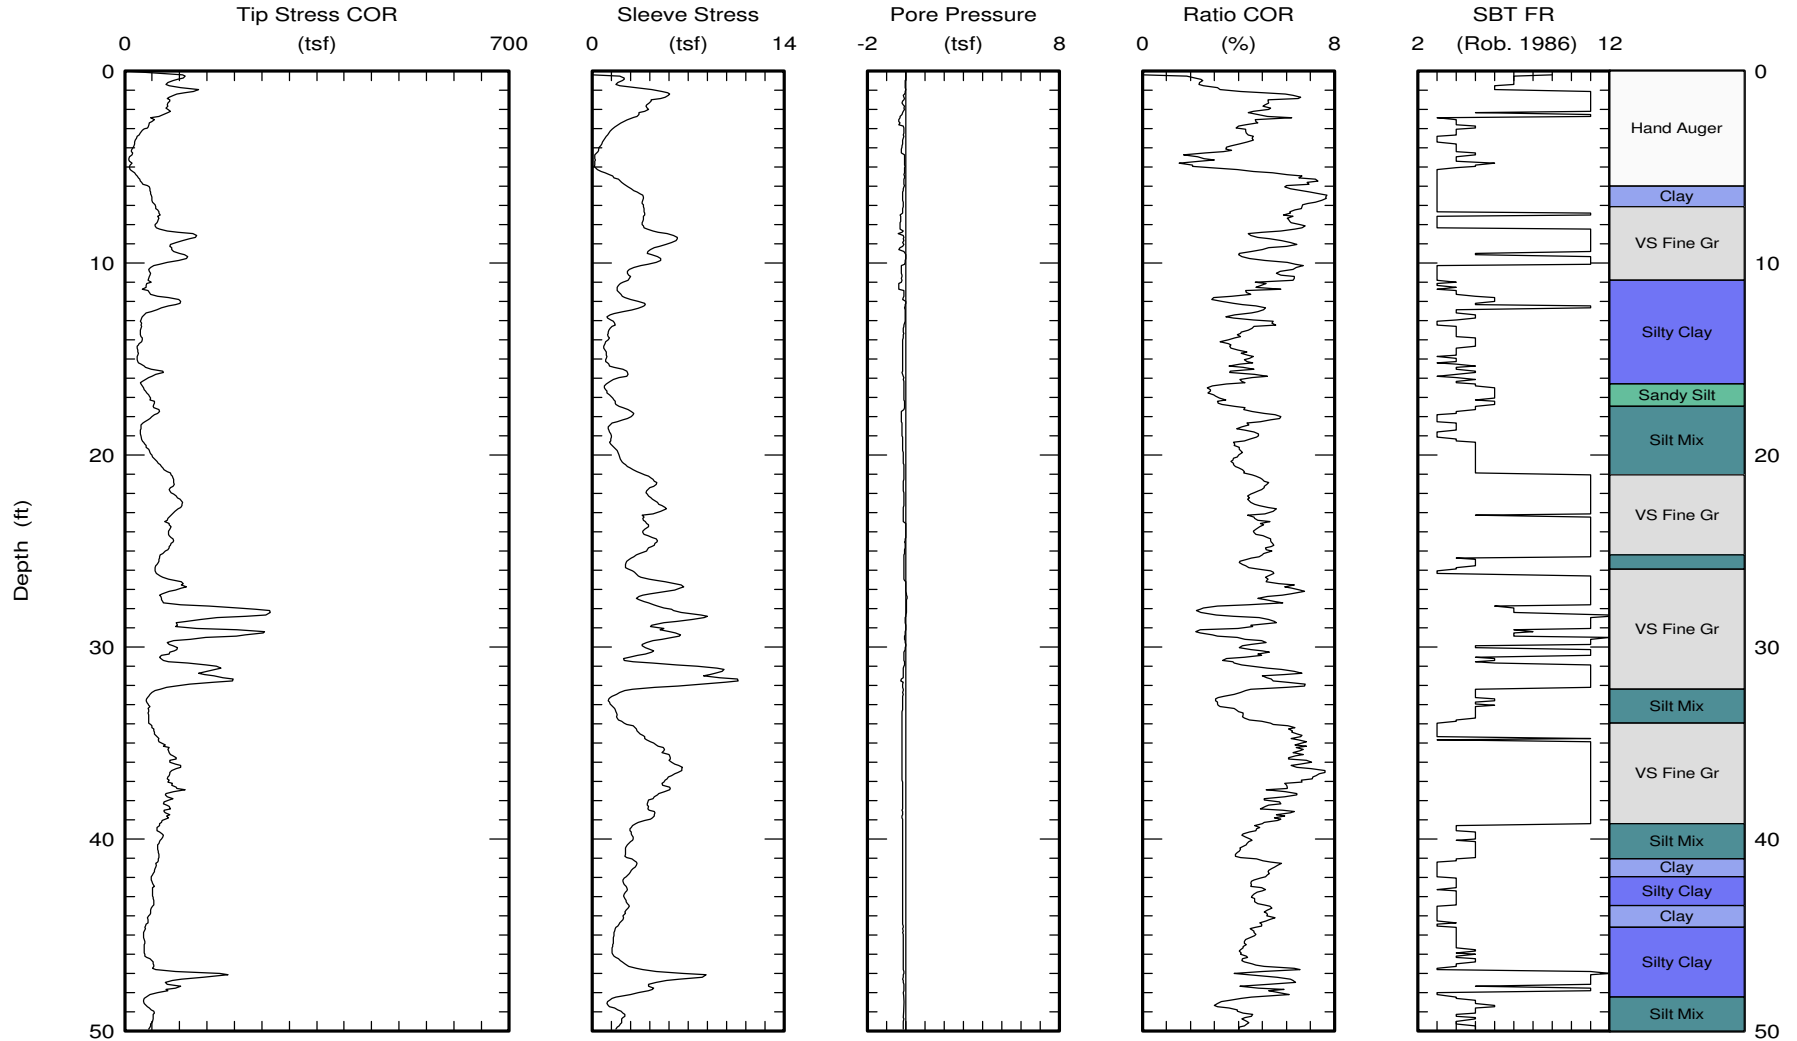 Tip Stress COR Sleeve Stress Pore Pressure Ratio COR SBT FR
0 (tsf) 700 0 (tsf) 14 -2 (tsf) 8 0 (%) 8 2 (Rob. 1986) 12
0 0
Hand Auger
Clay
VS Fine Gr
10 10
Silty Clay
Sandy Silt
Silt Mix
20 20
VS Fine Gr
Depth (ft)
VS Fine Gr
30 30
Silt Mix
VS Fine Gr
40 Silt Mix 40
Clay
Silty Clay
Clay
Silty Clay
Silt Mix
50 50